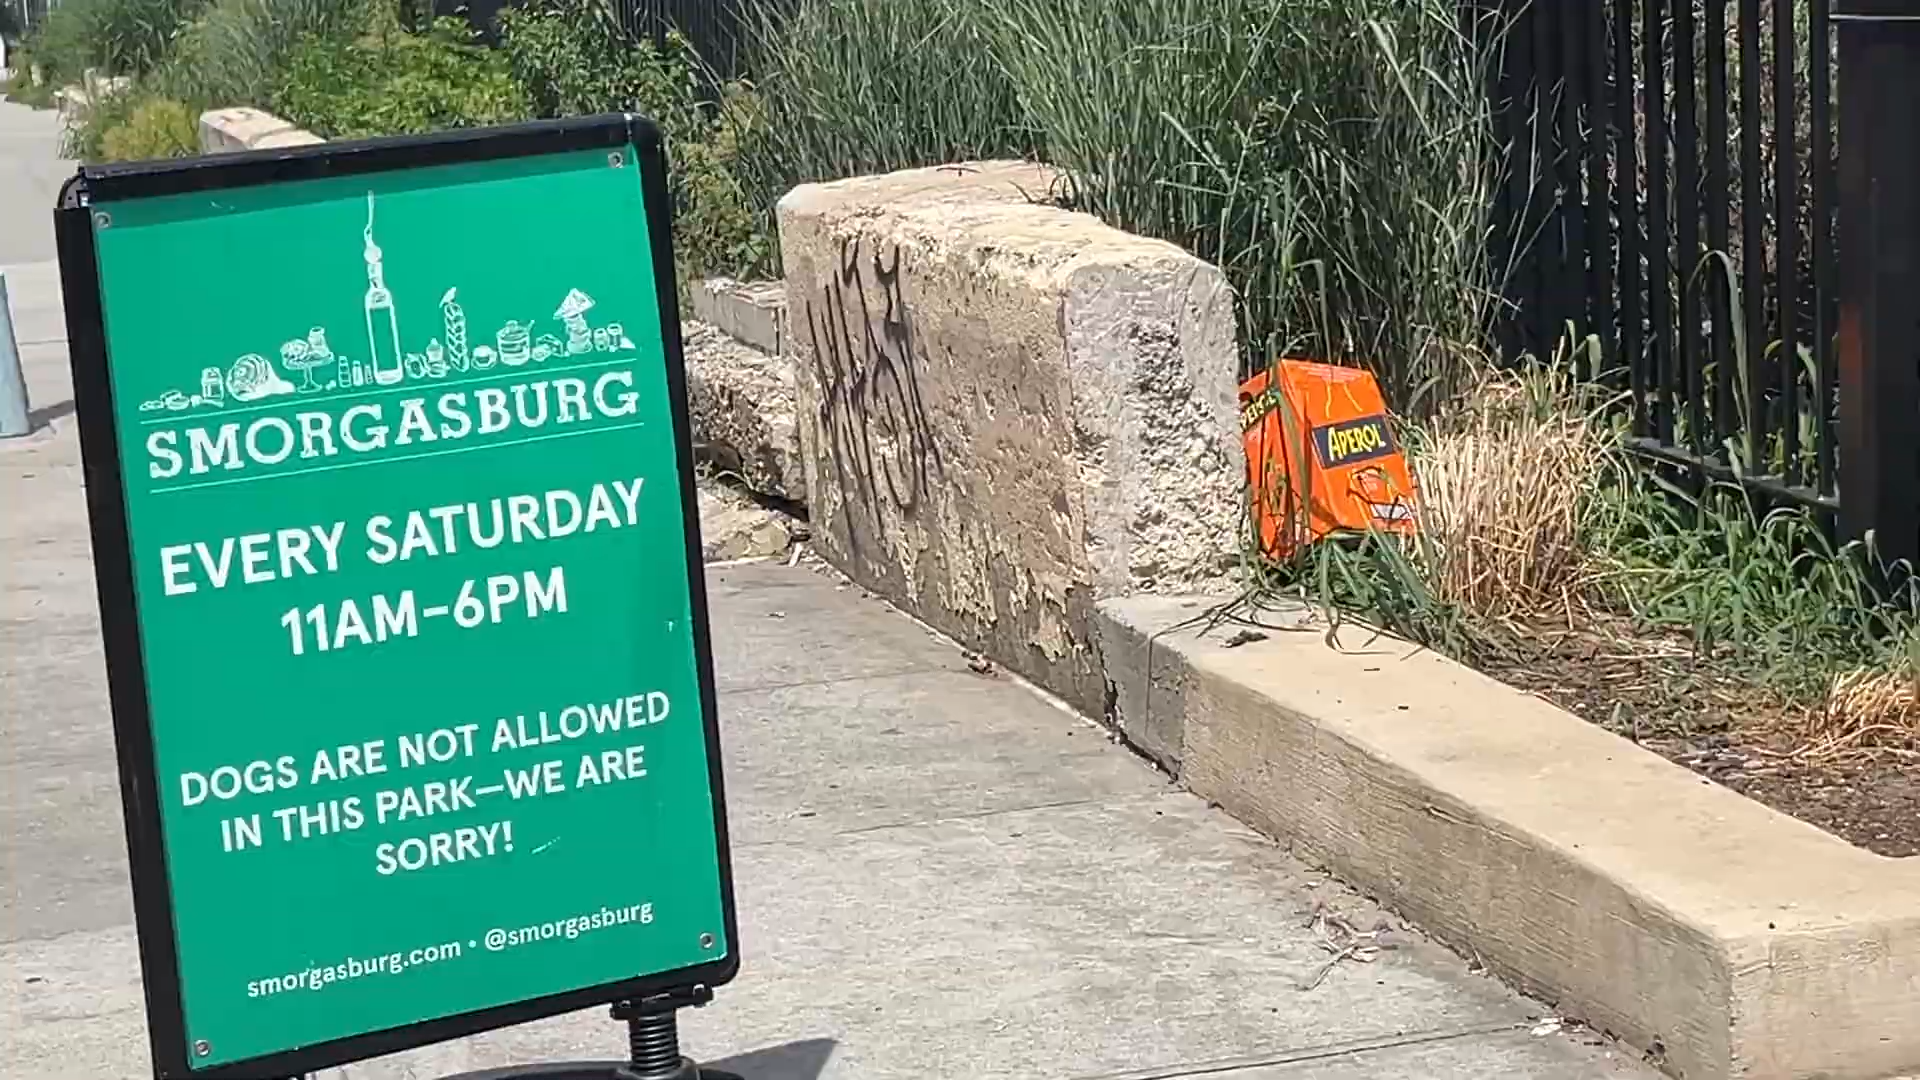 SMORGASBURG
EVERY SATURDAY
11AM–6PM
DOGS ARE NOT ALLOWED
IN THIS PARK—WE ARE
SORRY!
smorgasburg.com • @smorgasburg
APEROL